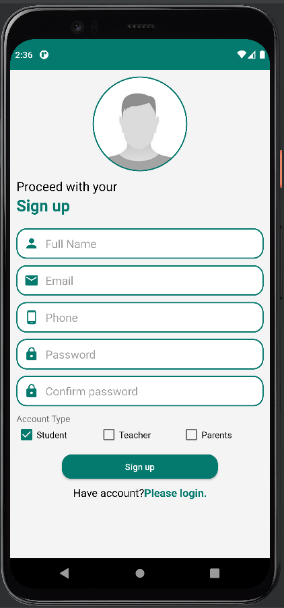 2:36
Proceed with your
Sign up
Full Name
Email
Phone
Password
Confirm password
Account Type
Student Teacher Parents
Sign up
Have account?Please login.